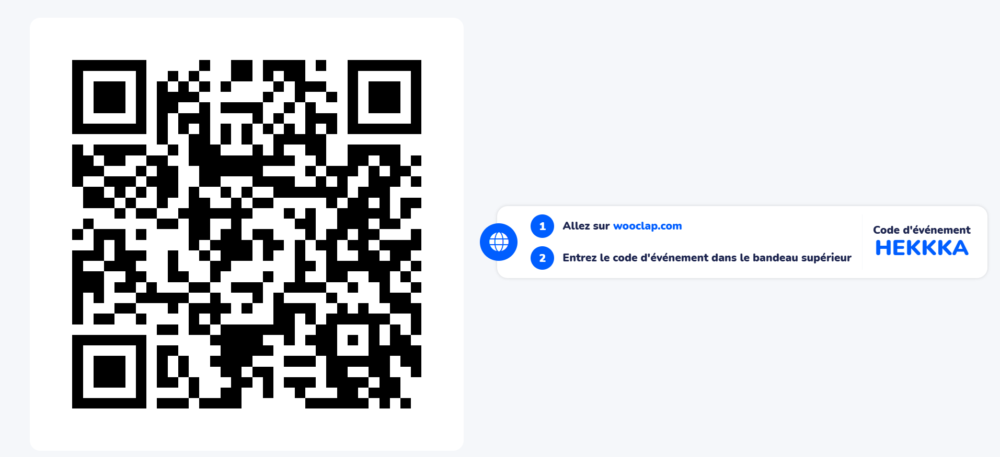 1 Allez sur wooclap.com
2 Entrez le code d'événement dans le bandeau supérieur
Code d'événement
HEKKKA